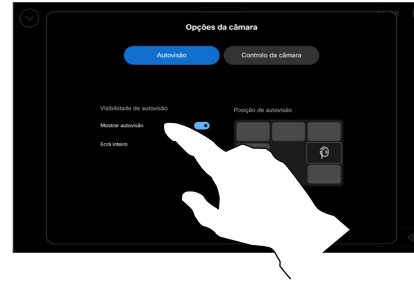 Opções da câmara
Autovisão
Controlo da câmara
Visibilidade de autovisão
Posição de autovisão
Mostrar autovisão
Ecrã inteiro